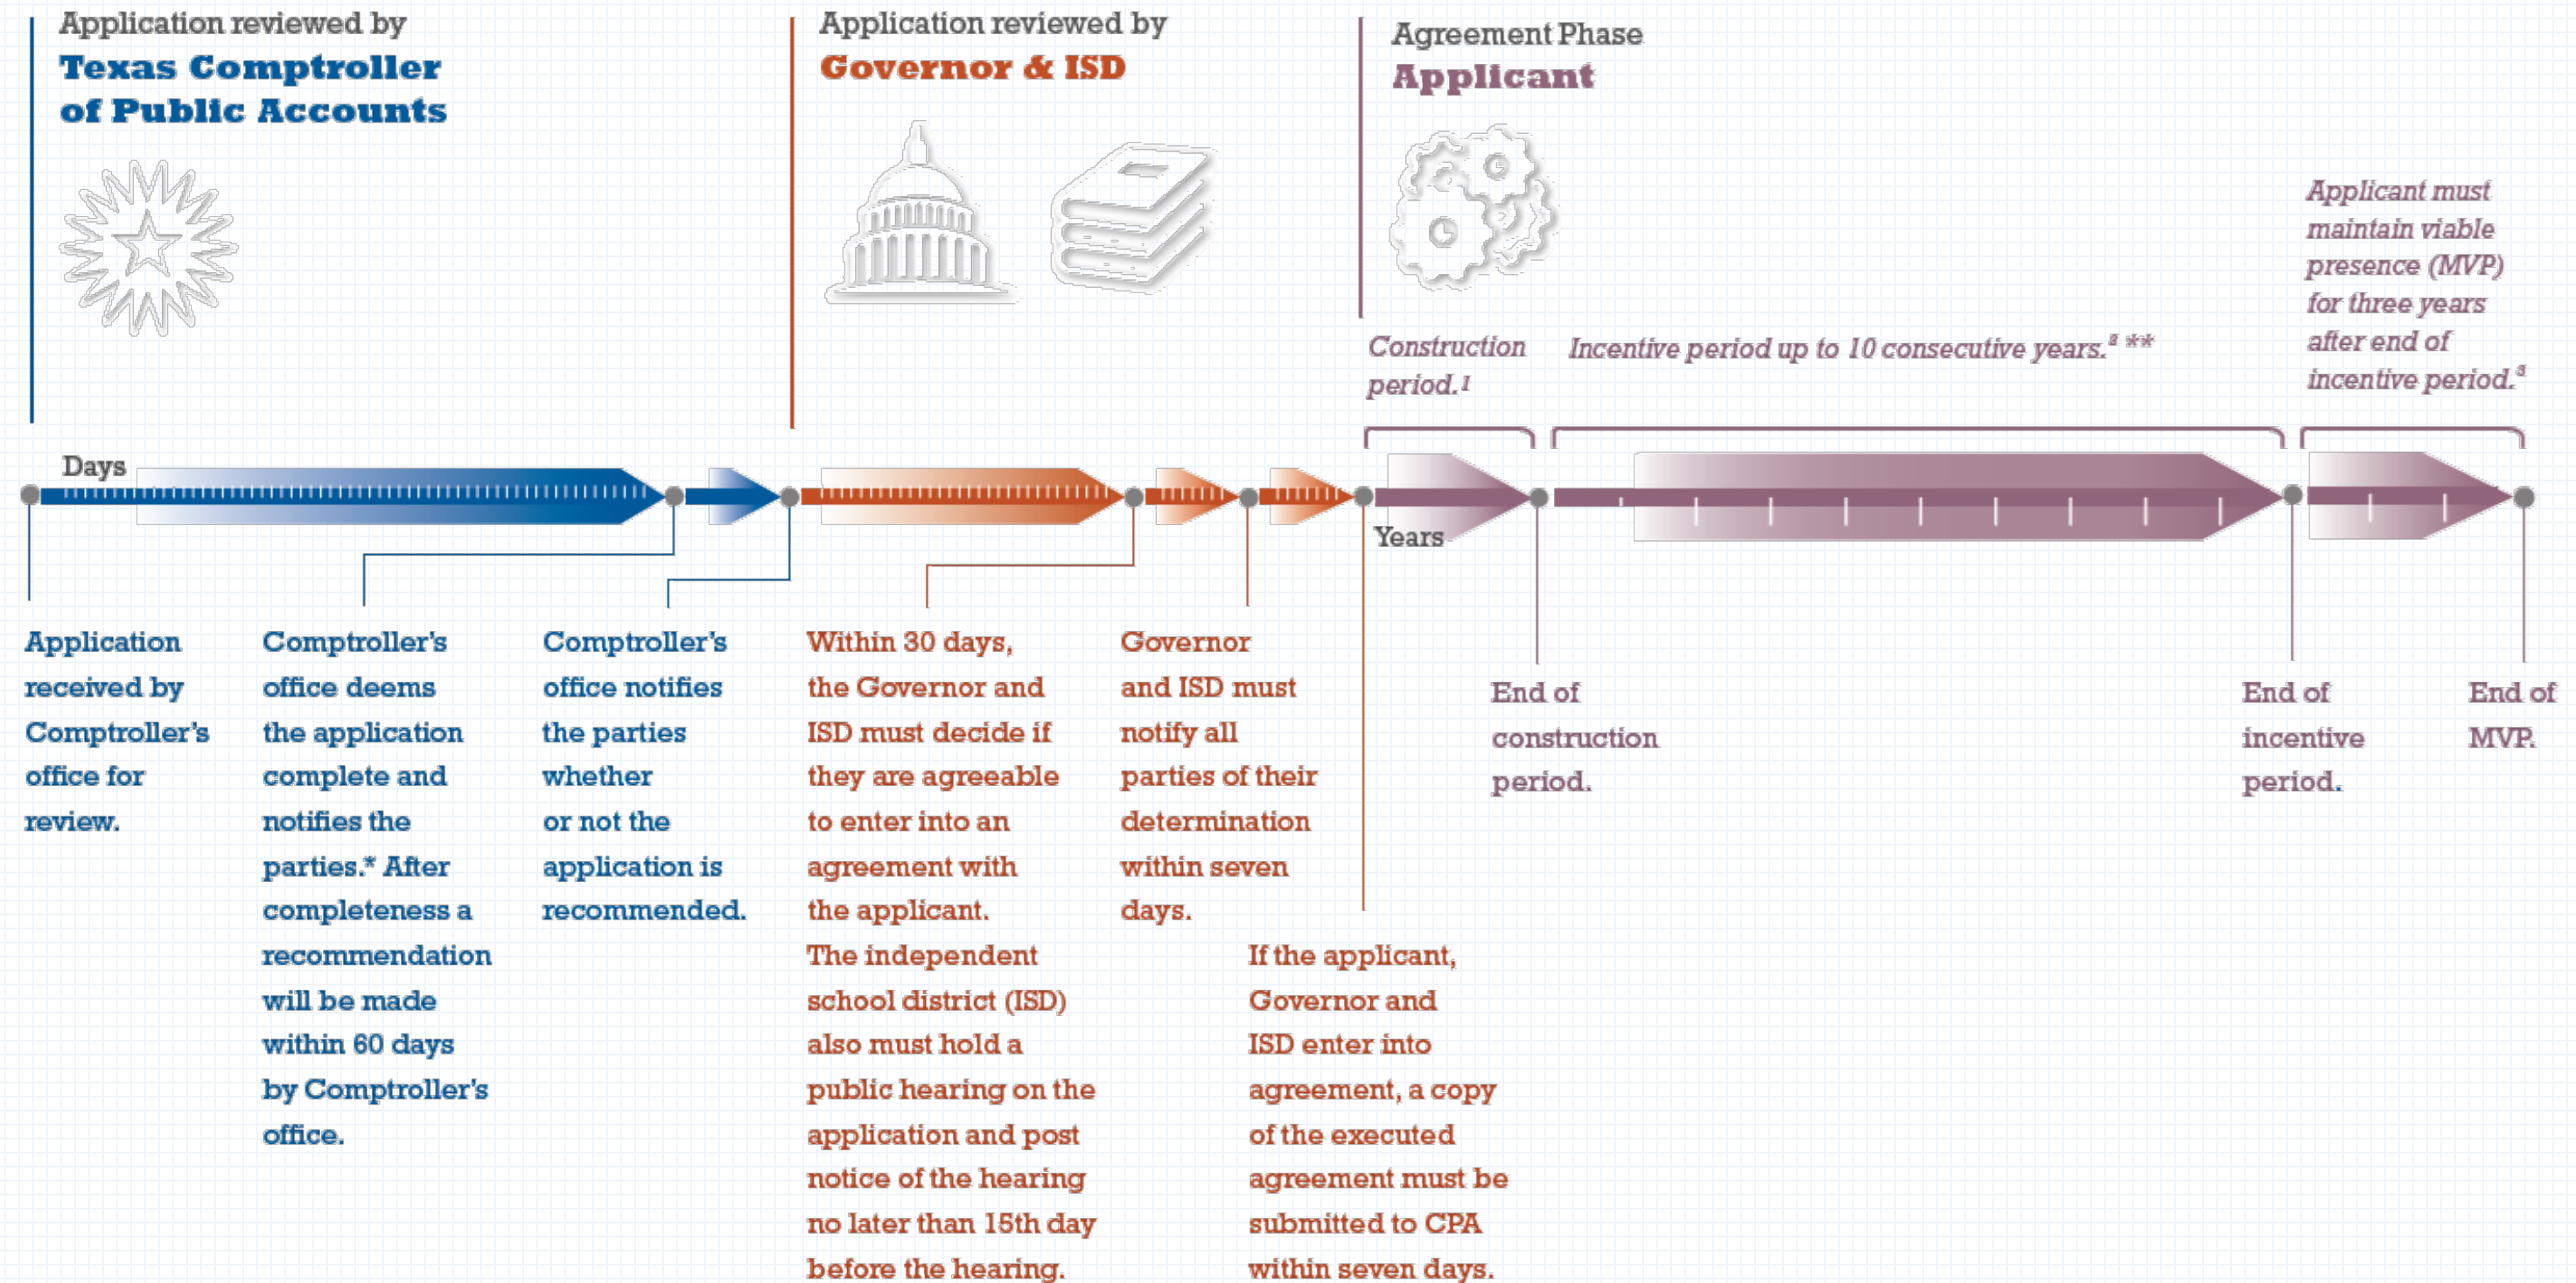 Application reviewed by
Texas Comptroller
of Public Accounts
Application reviewed by
Governor & ISD
Agreement Phase
Applicant
Construction
period.¹
Incentive period up to 10 consecutive years.² **
Applicant must
maintain viable
presence (MVP)
for three years
after end of
incentive period.³
Days
Years
Application
received by
Comptroller's
office for
review.
Comptroller's
office deems
the application
complete and
notifies the
parties.* After
completeness a
recommendation
will be made
within 60 days
by Comptroller's
office.
Comptroller's
office notifies
the parties
whether
or not the
application is
recommended.
Within 30 days,
the Governor and
ISD must decide if
they are agreeable
to enter into an
agreement with
the applicant.
The independent
school district (ISD)
also must hold a
public hearing on the
application and post
notice of the hearing
no later than 15th day
before the hearing.
Governor
and ISD must
notify all
parties of their
determination
within seven
days.
If the applicant,
Governor and
ISD enter into
agreement, a copy
of the executed
agreement must be
submitted to CPA
within seven days.
End of
construction
period.
End of
incentive
period.
End of
MVP.